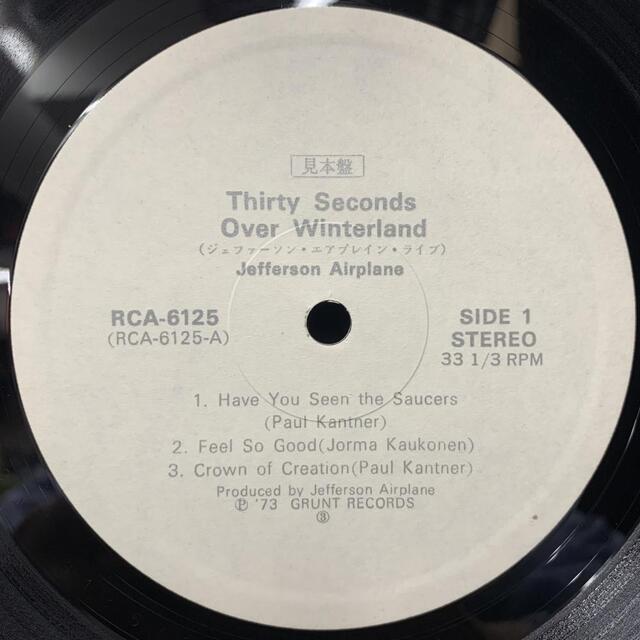 見本盤
Thirty Seconds
Over Winterland
(ジェファーソン・エアプレイン・ライブ)
Jefferson Airplane
RCA-6125
(RCA-6125-A)
SIDE 1
STEREO
33 1/3 RPM
1. Have You Seen the Saucers
(Paul Kantner)
2. Feel So Good(Jorma Kaukonen)
3. Crown of Creation(Paul Kantner)
Produced by Jefferson Airplane
Ⓟ '73 GRUNT RECORDS